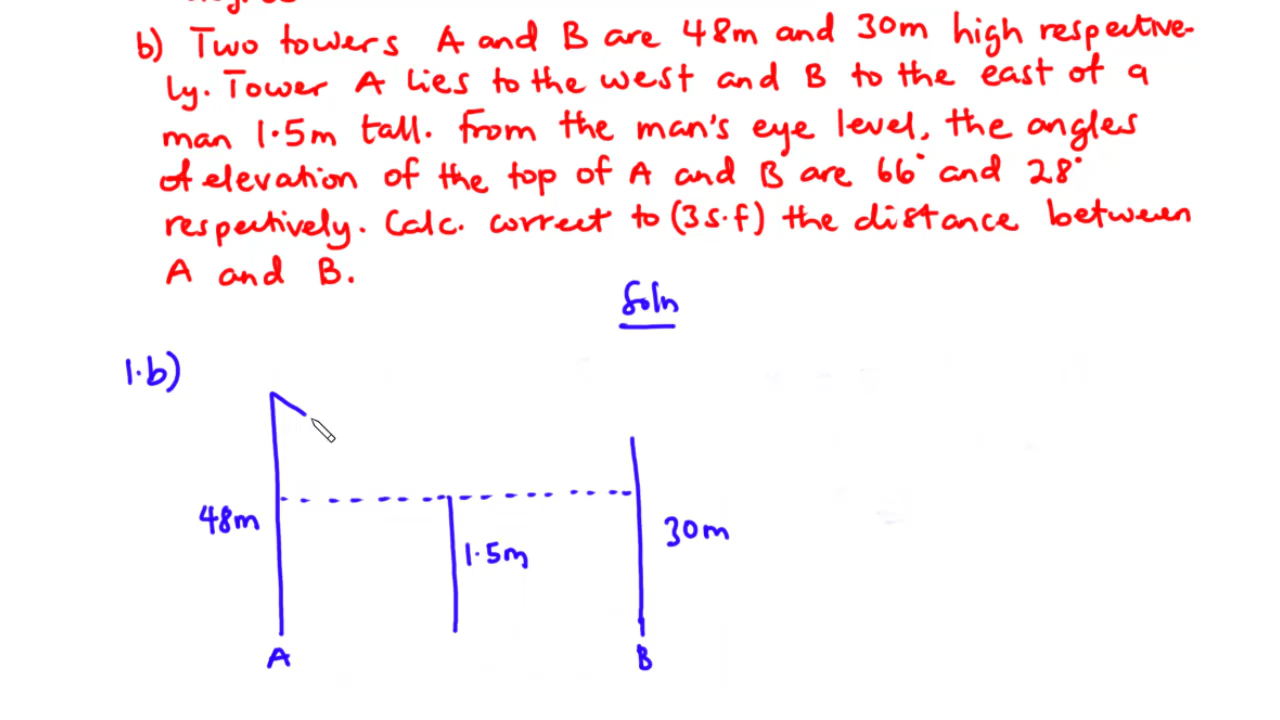 degree
b) Two towers A and B are 48m and 30m high respective-
ly. Tower A lies to the west and B to the east of a
man 1.5m tall. From the man's eye level, the angles
of elevation of the top of A and B are 66° and 28°
respectively. Calc. correct to (3 s.f) the distance between
A and B.
Soln
1.b)
48m
1.5m
30m
A
B